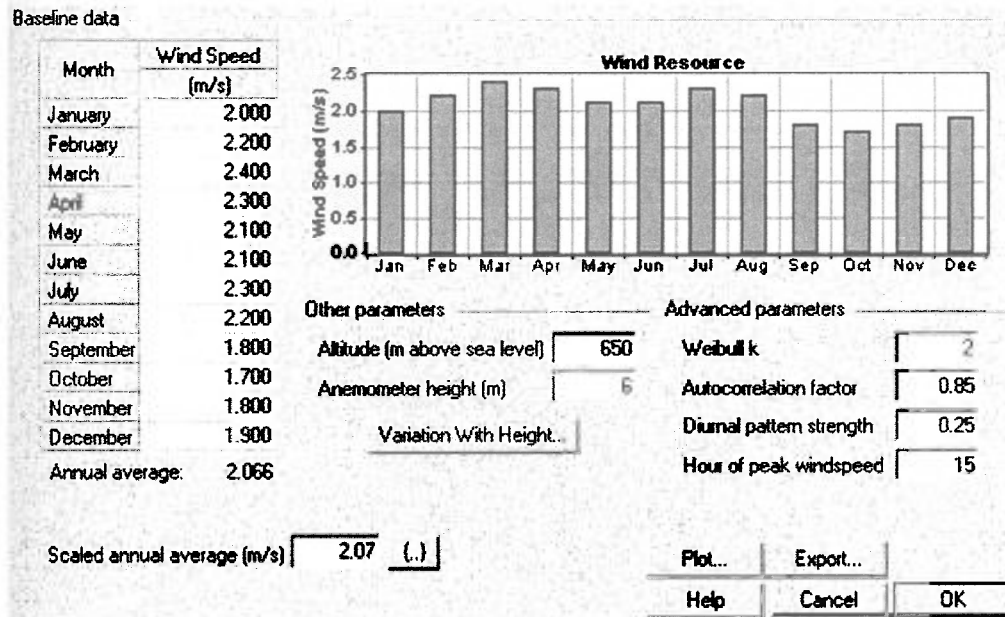 Baseline data
Month Wind Speed
(m/s)
January 2.000
February 2.200
March 2.400
April 2.300
May 2.100
June 2.100
July 2.300
August 2.200
September 1.800
October 1.700
November 1.800
December 1.900
Annual average: 2.066
Wind Resource
Wind Speed (m/s)
2.5
2.0
1.5
1.0
0.5
0.0
Jan Feb Mar Apr May Jun Jul Aug Sep Oct Nov Dec
Other parameters
Altitude (m above sea level) 650
Anemometer height (m) 6
Variation With Height...
Advanced parameters
Weibull k 2
Autocorrelation factor 0.85
Diurnal pattern strength 0.25
Hour of peak windspeed 15
Scaled annual average (m/s) 2.07 {..}
Plot... Export...
Help Cancel OK